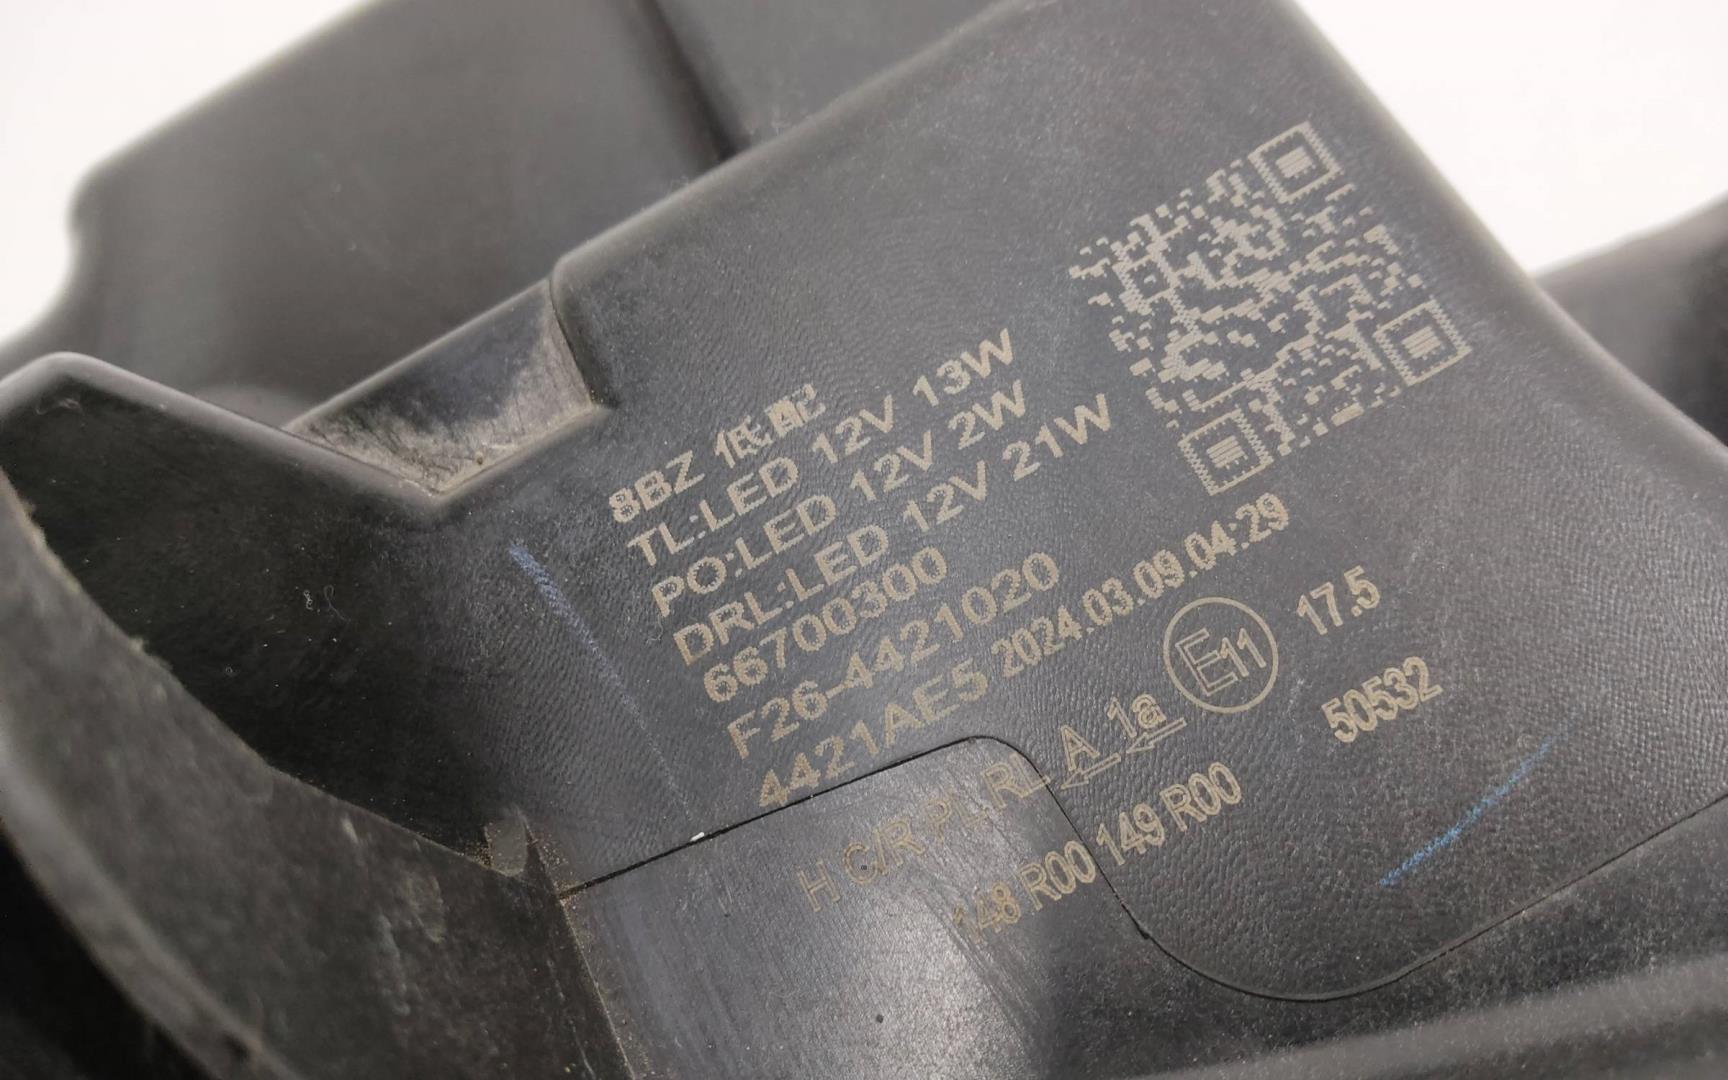 8BZ 低配
TL:LED 12V 13W
PO:LED 12V 2W
DRL:LED 12V 21W
66700300
F26-4421020
4421AE5 2024.03.09.04:29
H C/R PL RL A 1a E11 17.5
148 R00 149 R00 50532